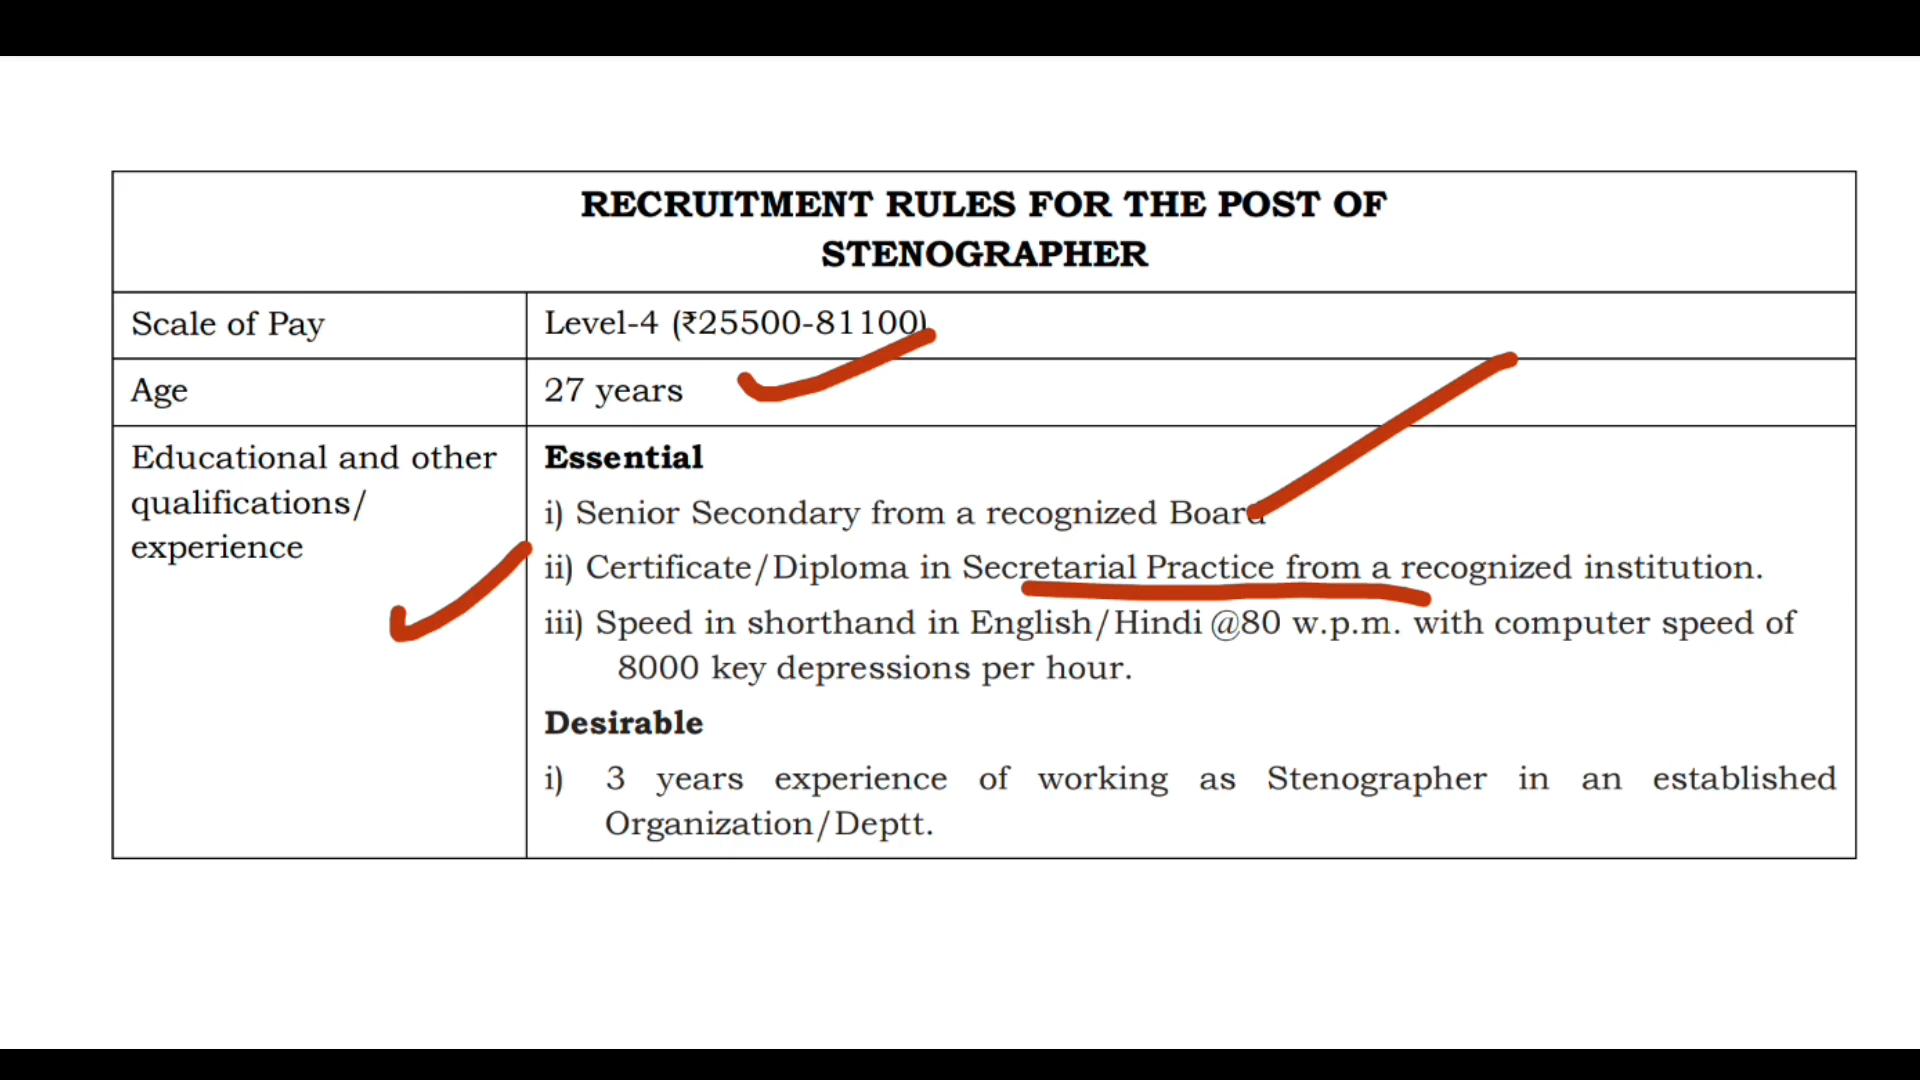 RECRUITMENT RULES FOR THE POST OF
STENOGRAPHER
Scale of Pay
Level-4 (₹25500-81100)
Age
27 years
Educational and other
qualifications/
experience
Essential
i) Senior Secondary from a recognized Board
ii) Certificate/Diploma in Secretarial Practice from a recognized institution.
iii) Speed in shorthand in English/Hindi @80 w.p.m. with computer speed of
8000 key depressions per hour.
Desirable
i) 3 years experience of working as Stenographer in an established
Organization/Deptt.